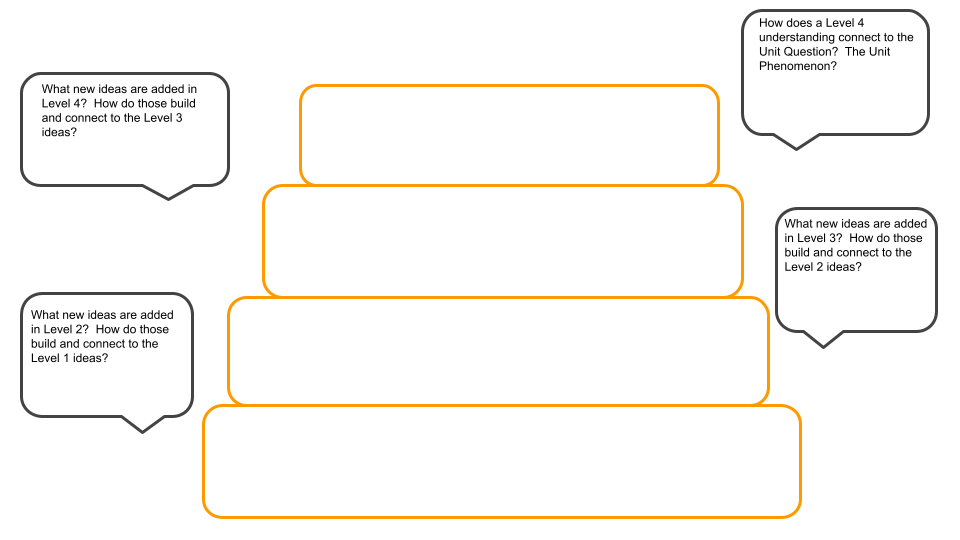 How does a Level 4
understanding connect to the
Unit Question?  The Unit
Phenomenon?
What new ideas are added in
Level 4?  How do those build
and connect to the Level 3
ideas?
What new ideas are added
in Level 3?  How do those
build and connect to the
Level 2 ideas?
What new ideas are added
in Level 2?  How do those
build and connect to the
Level 1 ideas?